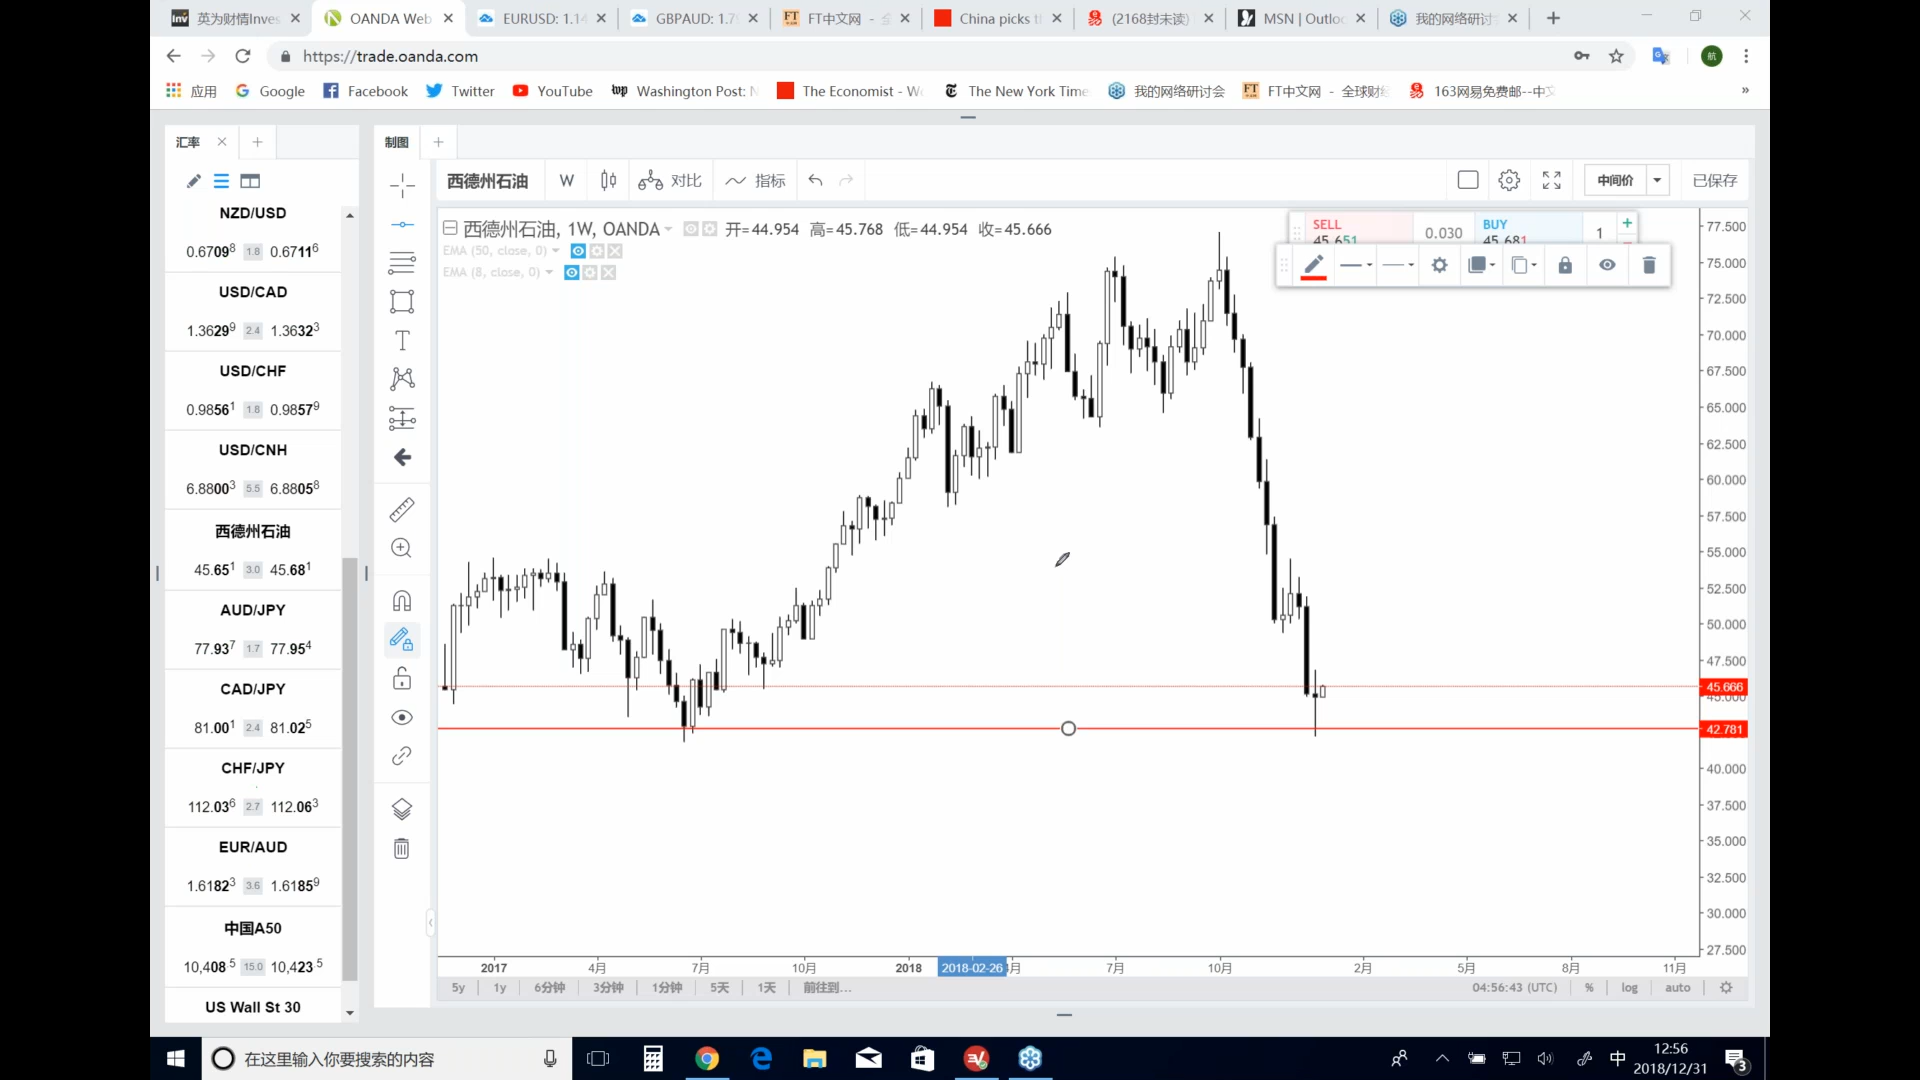 英为财情Inves
OANDA Web
EURUSD: 1.14
GBPAUD: 1.7
FT中文网 - 全
China picks th
(2168封未读)
MSN | Outloo
我的网络研讨
https://trade.oanda.com
应用
Google
Facebook
Twitter
YouTube
Washington Post: N
The Economist - W
The New York Time
我的网络研讨会
FT中文网 - 全球财经
163网易免费邮--中文
汇率
制图
西德州石油
W
对比
指标
中间价
已保存
NZD/USD
0.6709⁸ 1.8 0.6711⁶
USD/CAD
1.3629⁹ 2.4 1.3632³
USD/CHF
0.9856¹ 1.8 0.9857⁹
USD/CNH
6.8800³ 5.5 6.8805⁸
西德州石油
45.65¹ 3.0 45.68¹
AUD/JPY
77.93⁷ 1.7 77.95⁴
CAD/JPY
81.00¹ 2.4 81.02⁵
CHF/JPY
112.03⁶ 2.7 112.06³
EUR/AUD
1.6182³ 3.6 1.6185⁹
中国A50
10,408.⁵ 15.0 10,423.⁵
US Wall St 30
西德州石油, 1W, OANDA 开=44.954 高=45.768 低=44.954 收=45.666
EMA (50, close, 0)
EMA (8, close, 0)
SELL 45.651
0.030
BUY 45.681
1
77.500
75.000
72.500
70.000
67.500
65.000
62.500
60.000
57.500
55.000
52.500
50.000
47.500
45.666
45.000
42.781
40.000
37.500
35.000
32.500
30.000
27.500
2017 4月 7月 10月 2018 2018-02-26 月 7月 10月 2月 5月 8月 11月
5y 1y 6分钟 3分钟 1分钟 5天 1天 前往到... 04:56:43 (UTC) % log auto
在这里输入你要搜索的内容
中
12:56
2018/12/31
3